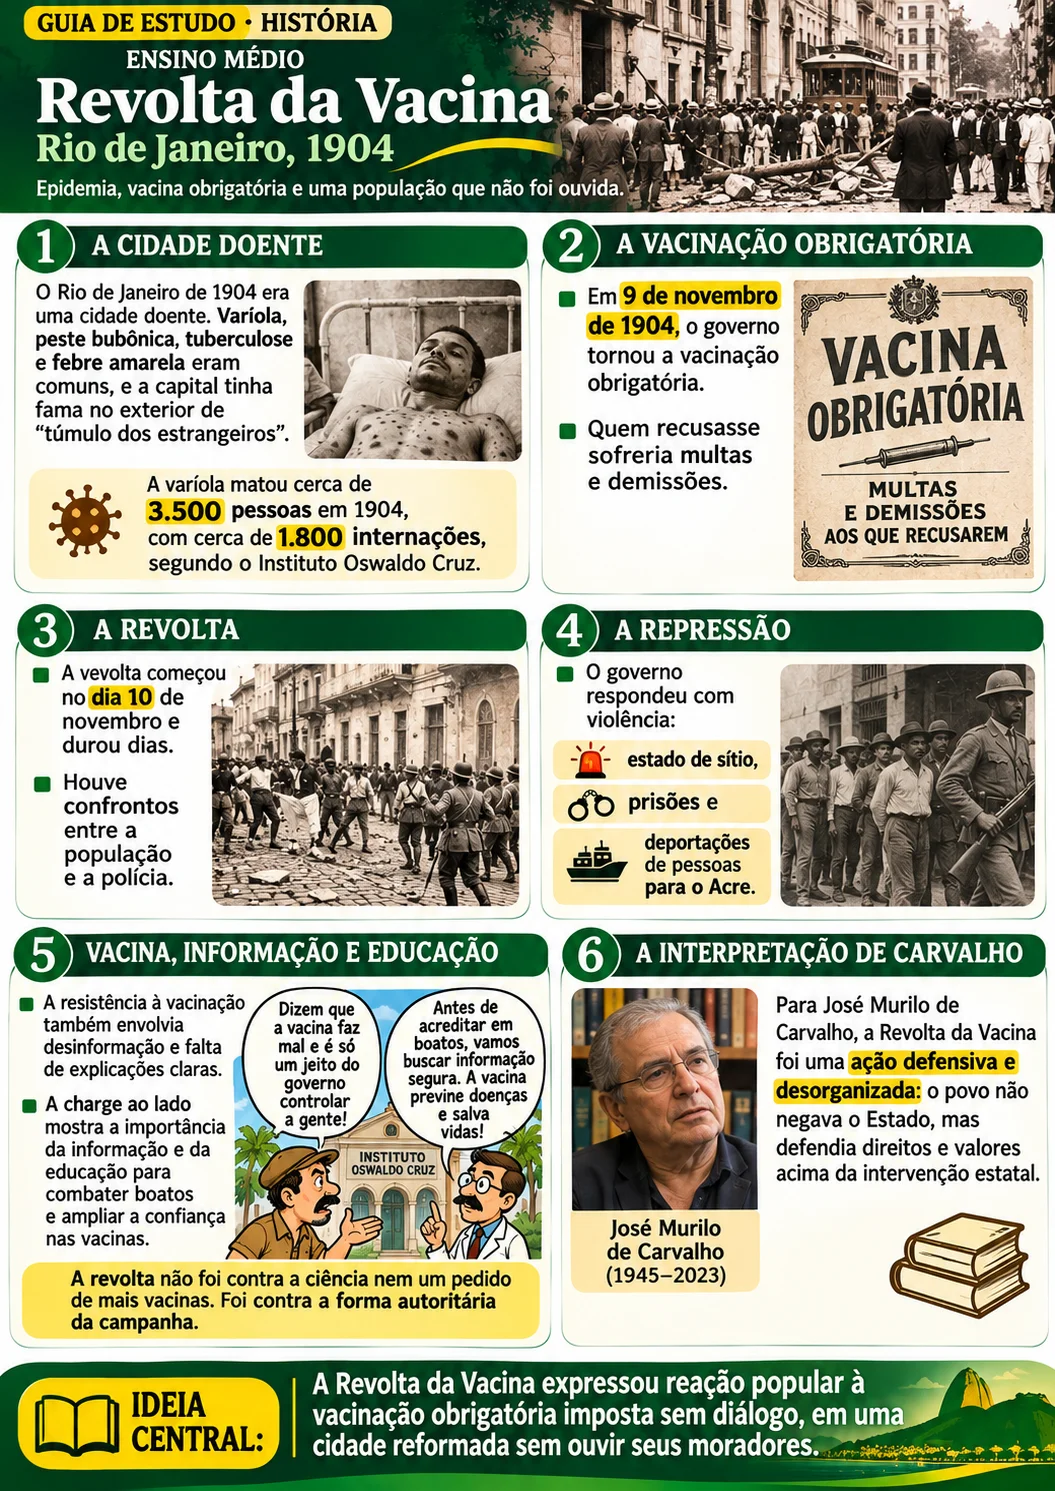 GUIA DE ESTUDO · HISTÓRIA
ENSINO MÉDIO
Revolta da Vacina
Rio de Janeiro, 1904
Epidemia, vacina obrigatória e uma população que não foi ouvida.
1 A CIDADE DOENTE
O Rio de Janeiro de 1904 era
uma cidade doente. Varíola,
peste bubônica, tuberculose
e febre amarela eram
comuns, e a capital tinha
fama no exterior de
“túmulo dos estrangeiros”.
A varíola matou cerca de
3.500 pessoas em 1904,
com cerca de 1.800 internações,
segundo o Instituto Oswaldo Cruz.
2 A VACINAÇÃO OBRIGATÓRIA
Em 9 de novembro
de 1904, o governo
tornou a vacinação
obrigatória.
Quem recusasse
sofreria multas
e demissões.
VACINA
OBRIGATÓRIA
MULTAS
E DEMISSÕES
AOS QUE RECUSAREM
3 A REVOLTA
A vevolta começou
no dia 10 de
novembro e
durou dias.
Houve
confrontos
entre a
população
e a polícia.
4 A REPRESSÃO
O governo
respondeu com
violência:
estado de sítio,
prisões e
deportações
de pessoas
para o Acre.
5 VACINA, INFORMAÇÃO E EDUCAÇÃO
A resistência à vacinação
também envolvia
desinformação e falta
de explicações claras.
A charge ao lado
mostra a importância
da informação e da
educação para
combater boatos
e ampliar a confiança
nas vacinas.
Dizem que
a vacina faz
mal e é só
um jeito do
governo
controlar
a gente!
Antes de
acreditar em
boatos, vamos
buscar informação
segura. A vacina
previne doenças
e salva
vidas!
INSTITUTO
OSWALDO CRUZ
A revolta não foi contra a ciência nem um pedido
de mais vacinas. Foi contra a forma autoritária
da campanha.
6 A INTERPRETAÇÃO DE CARVALHO
Para José Murilo de
Carvalho, a Revolta da Vacina
foi uma ação defensiva e
desorganizada: o povo não
negava o Estado, mas
defendia direitos e valores
acima da intervenção estatal.
José Murilo
de Carvalho
(1945–2023)
IDEIA
CENTRAL:
A Revolta da Vacina expressou reação popular à
vacinação obrigatória imposta sem diálogo, em uma
cidade reformada sem ouvir seus moradores.